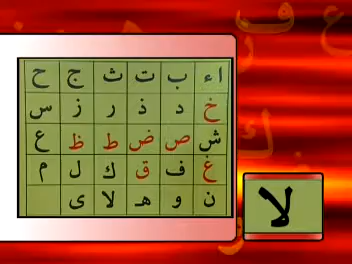 اء ب ت ث ج ح
خ د ذ ر ز س
ش ص ض ط ظ ع
غ ف ق ك ل م
ن و هـ لا ى
لا